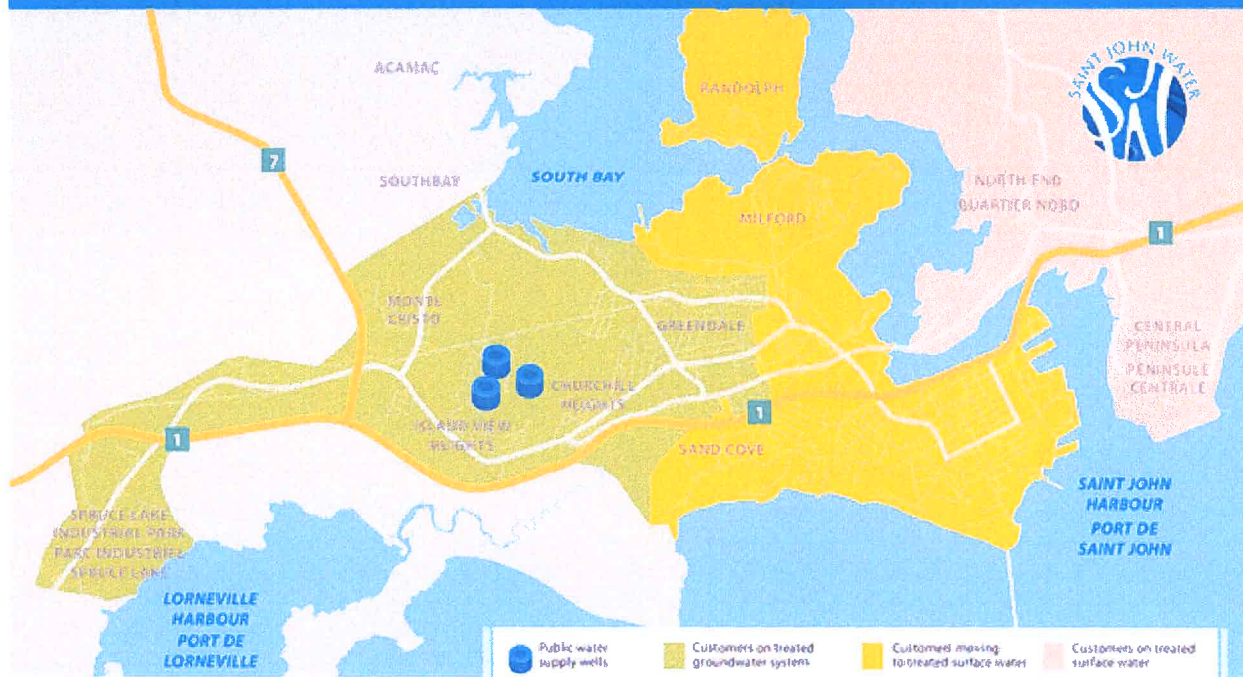 SAINT JOHN WATER
ACAMAC
RANDOLPH
7
SOUTHBAY
SOUTH BAY
NORTH END
QUARTIER NORD
MILFORD
1
MONTE
CRISTO
GREENDALE
CENTRAL
PENINSULA
PENINSULE
CENTRALE
CHURCHILL
HEIGHTS
1
ISLAND VIEW
HEIGHTS
1
SAND COVE
SAINT JOHN
HARBOUR
PORT DE
SAINT JOHN
SPRUCE LAKE
INDUSTRIAL PARK
PARC INDUSTRIEL
SPRUCE LAKE
LORNEVILLE
HARBOUR
PORT DE
LORNEVILLE
Public water
supply wells
Customers on treated
groundwater system
Customers moving
to treated surface water
Customers on treated
surface water